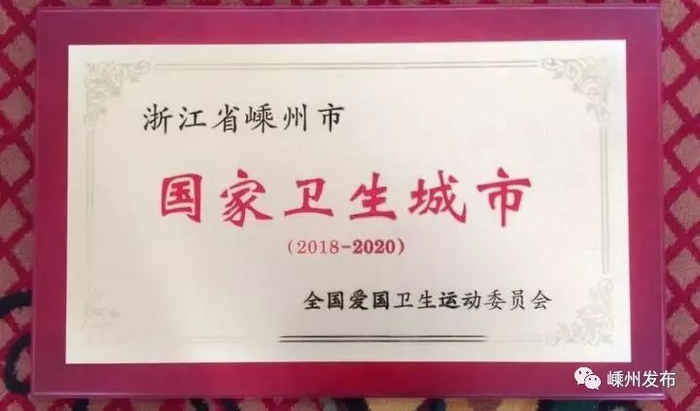 浙江省嵊州市
国家卫生城市
(2018-2020)
全国爱国卫生运动委员会
嵊州发布